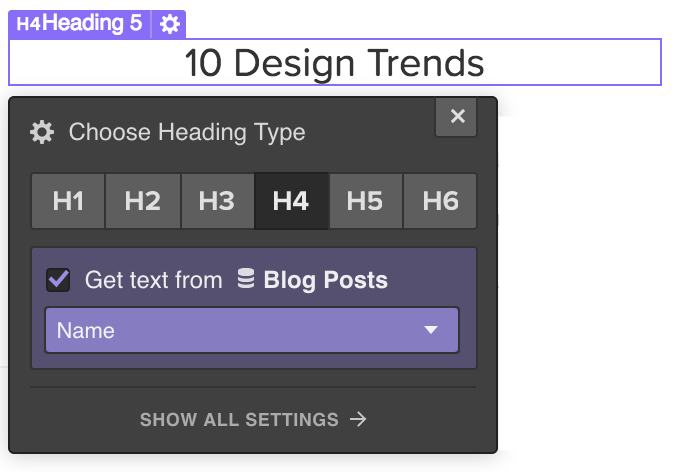 H4 Heading 5
10 Design Trends
Choose Heading Type
H1 H2 H3 H4 H5 H6
Get text from Blog Posts
Name
SHOW ALL SETTINGS